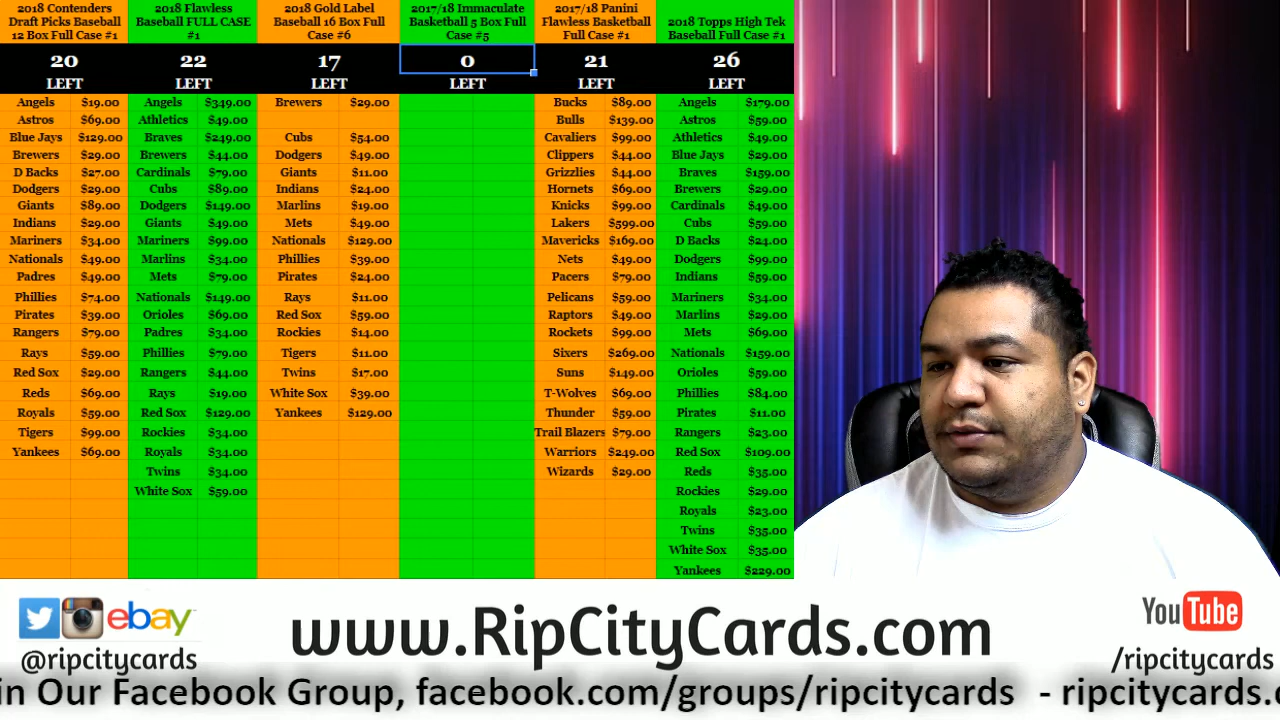 2018 Contenders
Draft Picks Baseball
12 Box Full Case #1
20
LEFT
Angels $19.00
Astros $69.00
Blue Jays $129.00
Brewers $29.00
D Backs $27.00
Dodgers $29.00
Giants $89.00
Indians $29.00
Mariners $34.00
Nationals $49.00
Padres $49.00
Phillies $74.00
Pirates $39.00
Rangers $79.00
Rays $59.00
Red Sox $29.00
Reds $69.00
Royals $59.00
Tigers $99.00
Yankees $69.00
2018 Flawless
Baseball FULL CASE
#1
22
LEFT
Angels $349.00
Athletics $49.00
Braves $249.00
Brewers $44.00
Cardinals $79.00
Cubs $89.00
Dodgers $149.00
Giants $49.00
Mariners $99.00
Marlins $34.00
Mets $79.00
Nationals $149.00
Orioles $69.00
Padres $34.00
Phillies $79.00
Rangers $44.00
Rays $19.00
Red Sox $129.00
Rockies $34.00
Royals $34.00
Twins $34.00
White Sox $59.00
2018 Gold Label
Baseball 16 Box Full
Case #6
17
LEFT
Brewers $29.00
Cubs $54.00
Dodgers $49.00
Giants $11.00
Indians $24.00
Marlins $19.00
Mets $49.00
Nationals $129.00
Phillies $39.00
Pirates $24.00
Rays $11.00
Red Sox $59.00
Rockies $14.00
Tigers $11.00
Twins $17.00
White Sox $39.00
Yankees $129.00
2017/18 Immaculate
Basketball 5 Box Full
Case #5
0
LEFT
2017/18 Panini
Flawless Basketball
Full Case #1
21
LEFT
Bucks $89.00
Bulls $139.00
Cavaliers $99.00
Clippers $44.00
Grizzlies $44.00
Hornets $69.00
Knicks $99.00
Lakers $599.00
Mavericks $169.00
Nets $49.00
Pacers $79.00
Pelicans $59.00
Raptors $49.00
Rockets $99.00
Sixers $269.00
Suns $149.00
T-Wolves $69.00
Thunder $59.00
Trail Blazers $79.00
Warriors $249.00
Wizards $29.00
2018 Topps High Tek
Baseball Full Case #1
26
LEFT
Angels $179.00
Astros $59.00
Athletics $49.00
Blue Jays $29.00
Braves $159.00
Brewers $29.00
Cardinals $49.00
Cubs $59.00
D Backs $24.00
Dodgers $99.00
Indians $59.00
Mariners $34.00
Marlins $29.00
Mets $69.00
Nationals $159.00
Orioles $59.00
Phillies $84.00
Pirates $11.00
Rangers $23.00
Red Sox $109.00
Reds $35.00
Rockies $29.00
Royals $23.00
Twins $35.00
White Sox $35.00
Yankees $229.00
ebay
@ripcitycards
www.RipCityCards.com
YouTube
/ripcitycards
in Our Facebook Group, facebook.com/groups/ripcitycards - ripcitycards.c